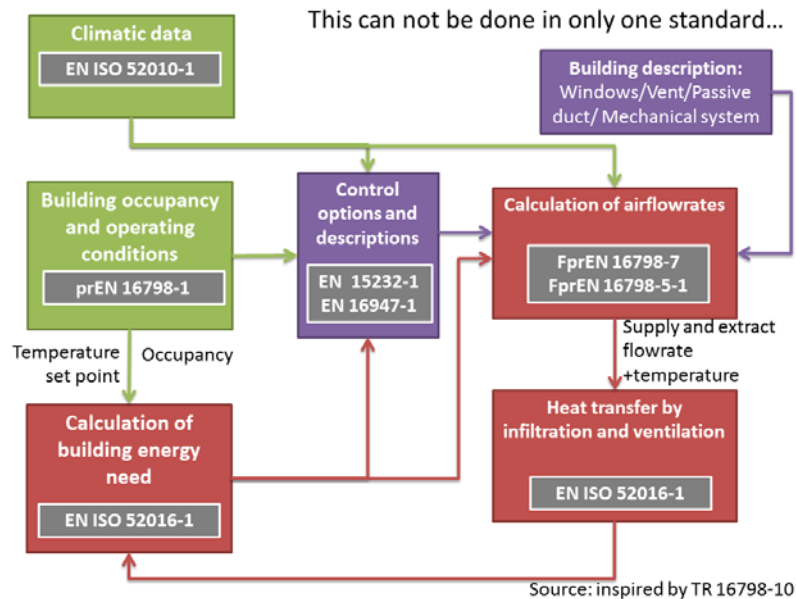 This can not be done in only one standard...
Climatic data
EN ISO 52010-1
Building description:
Windows/Vent/Passive
duct/ Mechanical system
Building occupancy
and operating
conditions
prEN 16798-1
Control
options and
descriptions
EN  15232-1
EN 16947-1
Calculation of airflowrates
FprEN 16798-7
FprEN 16798-5-1
Temperature
set point
Occupancy
Supply and extract
flowrate
+temperature
Calculation of
building energy
need
EN ISO 52016-1
Heat transfer by
infiltration and ventilation
EN ISO 52016-1
Source: inspired by TR 16798-10